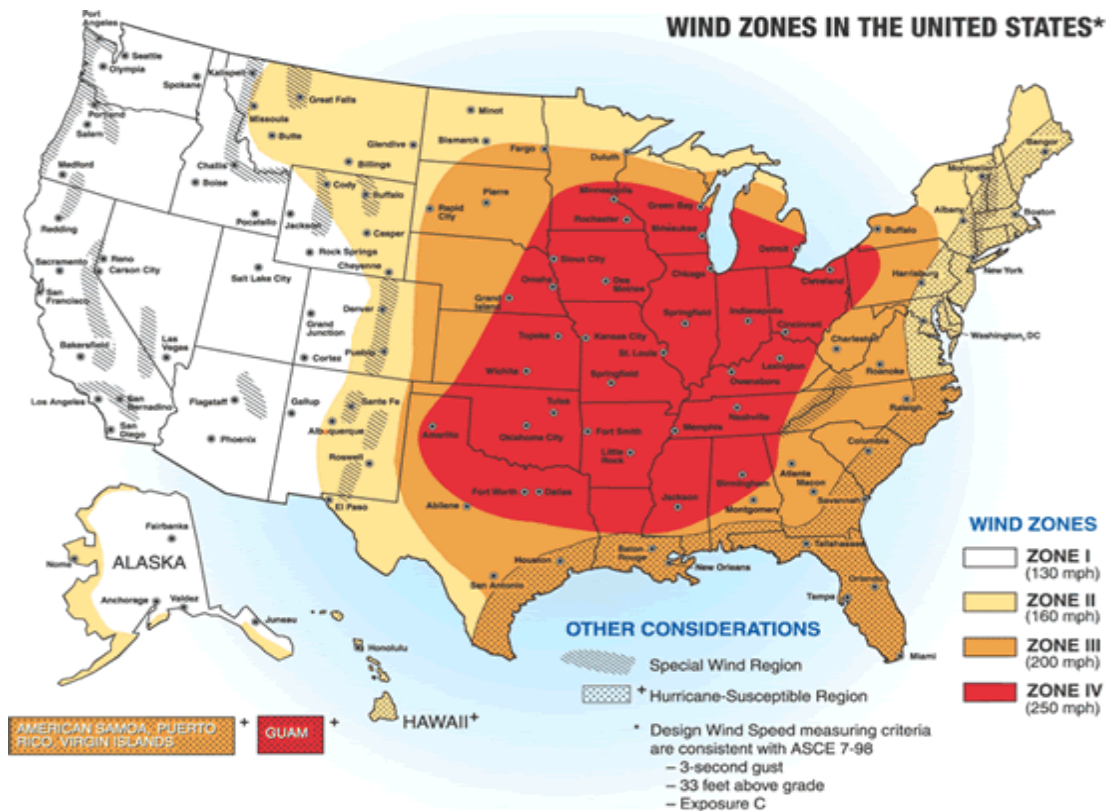 WIND ZONES IN THE UNITED STATES*
Port
Angeles
Seattle
Olympia
Spokane
Kalispell
Great Falls
Portland
Salem
Missoula
Butte
Glendive
Billings
Minot
Bismarck
Fargo
Duluth
Medford
Challis
Boise
Cody
Buffalo
Pierre
Rapid
City
Minneapolis
Rochester
Green Bay
Milwaukee
Redding
Pocatello
Jackson
Casper
Rock Springs
Cheyenne
Sioux City
Omaha
Des
Moines
Chicago
Detroit
Cleveland
Buffalo
Albany
Montpelier
Bangor
Boston
New York
Harrisburg
Washington, DC
Sacramento
San
Francisco
Reno
Carson City
Salt Lake City
Grand
Junction
Denver
Pueblo
Cortez
Grand
Island
Topeka
Wichita
Kansas City
St. Louis
Springfield
Springfield
Indianapolis
Cincinnati
Lexington
Owensboro
Charleston
Roanoke
Raleigh
Bakersfield
Las
Vegas
Los Angeles
San
Bernadino
San
Diego
Flagstaff
Phoenix
Gallup
Sante Fe
Albuquerque
Roswell
El Paso
Amarillo
Tulsa
Oklahoma City
Fort Smith
Little
Rock
Memphis
Nashville
Columbia
Atlanta
Macon
Savannah
Birmingham
Montgomery
Jackson
Fort Worth
Dallas
Abilene
Houston
San Antonio
Baton
Rouge
New Orleans
Tallahassee
Orlando
Tampa
Miami
Fairbanks
ALASKA
Nome
Anchorage
Valdez
Juneau
Honolulu
HAWAII+
AMERICAN SAMOA, PUERTO
RICO, VIRGIN ISLANDS
+
GUAM
+
OTHER CONSIDERATIONS
Special Wind Region
+ Hurricane-Susceptible Region
* Design Wind Speed measuring criteria
are consistent with ASCE 7-98
– 3-second gust
– 33 feet above grade
– Exposure C
WIND ZONES
ZONE I
(130 mph)
ZONE II
(160 mph)
ZONE III
(200 mph)
ZONE IV
(250 mph)